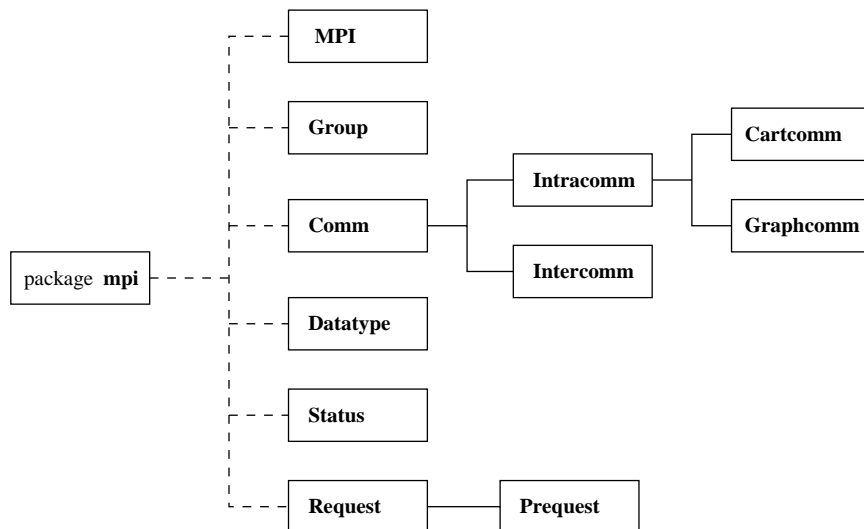 MPI
Group
Cartcomm
Intracomm
Comm
Graphcomm
Intercomm
package mpi
Datatype
Status
Request
Prequest